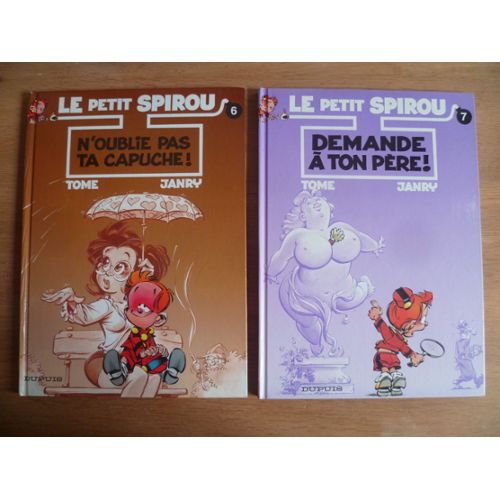 LE PETIT SPIROU
6
N'OUBLIE PAS
TA CAPUCHE!
TOME JANRY
DUPUIS
LE PETIT SPIROU
7
DEMANDE
À TON PÈRE!
TOME JANRY
DUPUIS